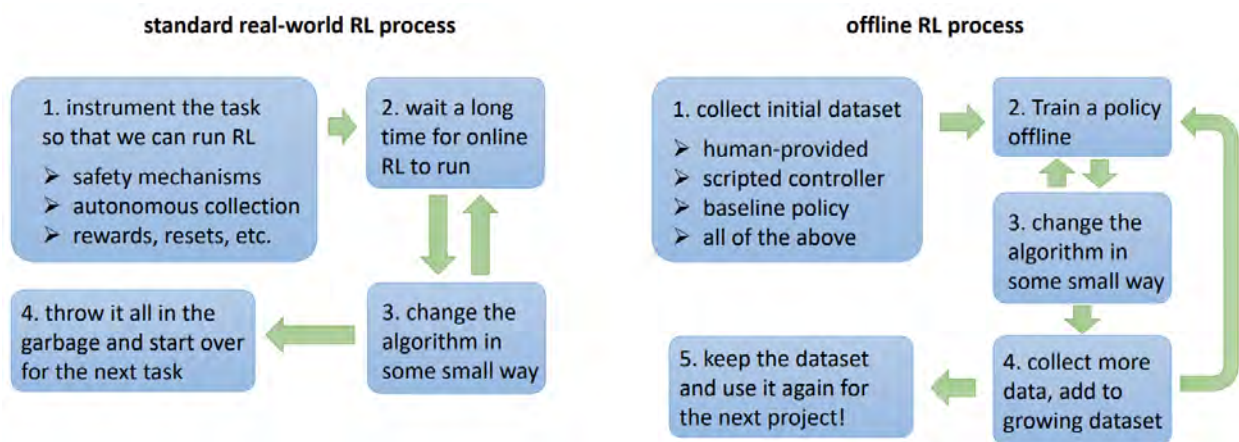 standard real-world RL process
1. instrument the task
so that we can run RL
➢ safety mechanisms
➢ autonomous collection
➢ rewards, resets, etc.
2. wait a long
time for online
RL to run
3. change the
algorithm in
some small way
4. throw it all in the
garbage and start over
for the next task
offline RL process
1. collect initial dataset
➢ human-provided
➢ scripted controller
➢ baseline policy
➢ all of the above
2. Train a policy
offline
3. change the
algorithm in
some small way
4. collect more
data, add to
growing dataset
5. keep the dataset
and use it again for
the next project!